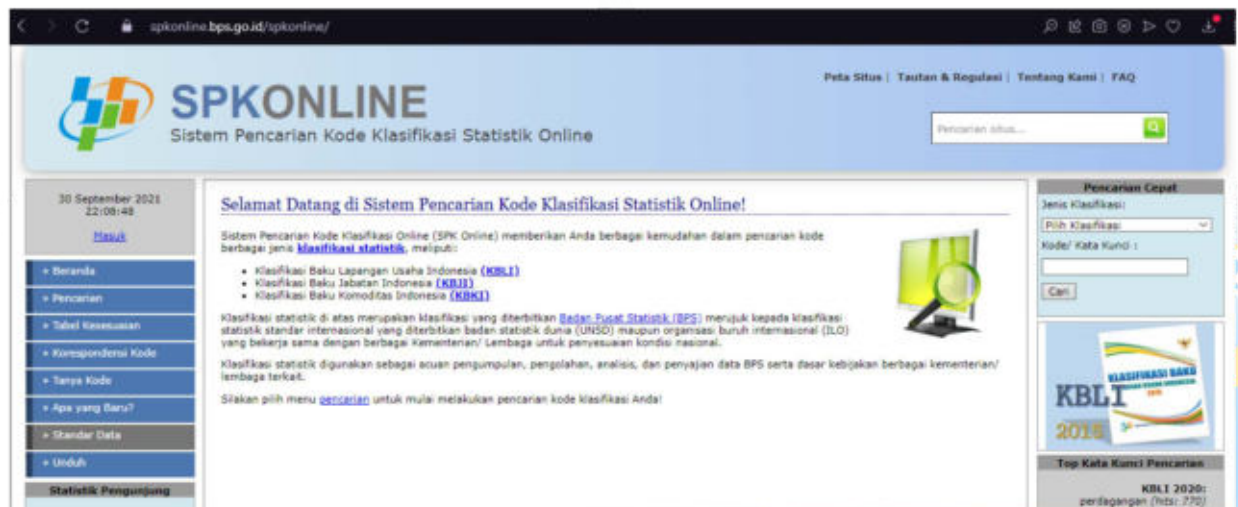 spkonline.bps.go.id/spkonline/
Peta Situs | Tautan & Regulasi | Tentang Kami | FAQ
SPKONLINE
Sistem Pencarian Kode Klasifikasi Statistik Online
Pencarian situs...
30 September 2021
22:08:48
Masuk
» Beranda
» Pencarian
» Tabel Kesesuaian
» Korespondensi Kode
» Tanya Kode
» Apa yang Baru?
» Standar Data
» Unduh
Statistik Pengunjung
Selamat Datang di Sistem Pencarian Kode Klasifikasi Statistik Online!
Sistem Pencarian Kode Klasifikasi Online (SPK Online) memberikan Anda berbagai kemudahan dalam pencarian kode
berbagai jenis klasifikasi statistik, meliputi:
• Klasifikasi Baku Lapangan Usaha Indonesia (KBLI)
• Klasifikasi Baku Jabatan Indonesia (KBJI)
• Klasifikasi Baku Komoditas Indonesia (KBKI)
Klasifikasi statistik di atas merupakan klasifikasi yang diterbitkan Badan Pusat Statistik (BPS) merujuk kepada klasifikasi
statistik standar internasional yang diterbitkan badan statistik dunia (UNSD) maupun organsasi buruh internasional (ILO)
yang bekerja sama dengan berbagai Kementerian/ Lembaga untuk penyesuaian kondisi nasional.
Klasifikasi statistik digunakan sebagai acuan pengumpulan, pengolahan, analisis, dan penyajian data BPS serta dasar kebijakan berbagai kementerian/
lembaga terkait.
Silakan pilih menu pencarian untuk mulai melakukan pencarian kode klasifikasi Anda!
Pencarian Cepat
Jenis Klasifikasi:
Pilih Klasifikasi
Kode/ Kata Kunci :
Cari
KLASIFIKASI BAKU
LAPANGAN USAHA INDONESIA
2015
KBLI
2015
Top Kata Kunci Pencarian
KBLI 2020:
perdagangan (hits: 770)